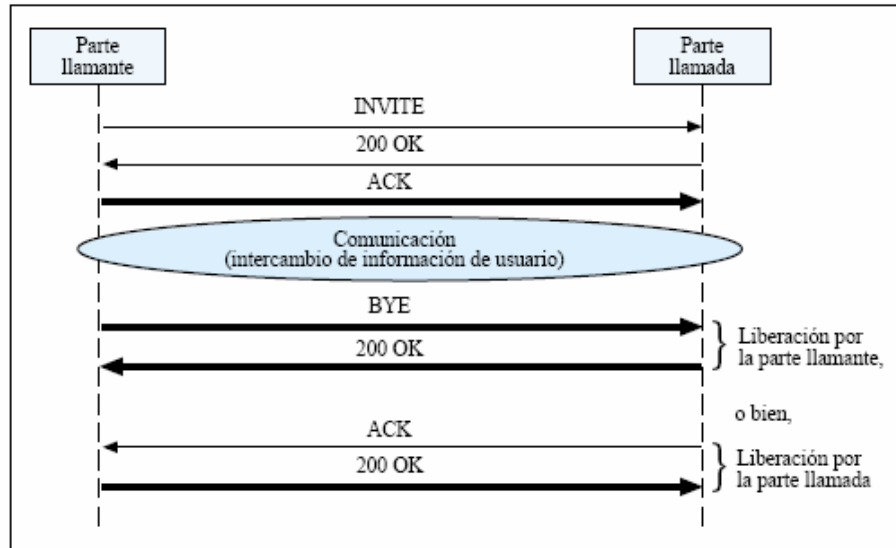 Parte
llamante
Parte
llamada
INVITE
200 OK
ACK
Comunicación
(intercambio de información de usuario)
BYE
200 OK
Liberación por
la parte llamante,
o bien,
ACK
200 OK
Liberación por
la parte llamada